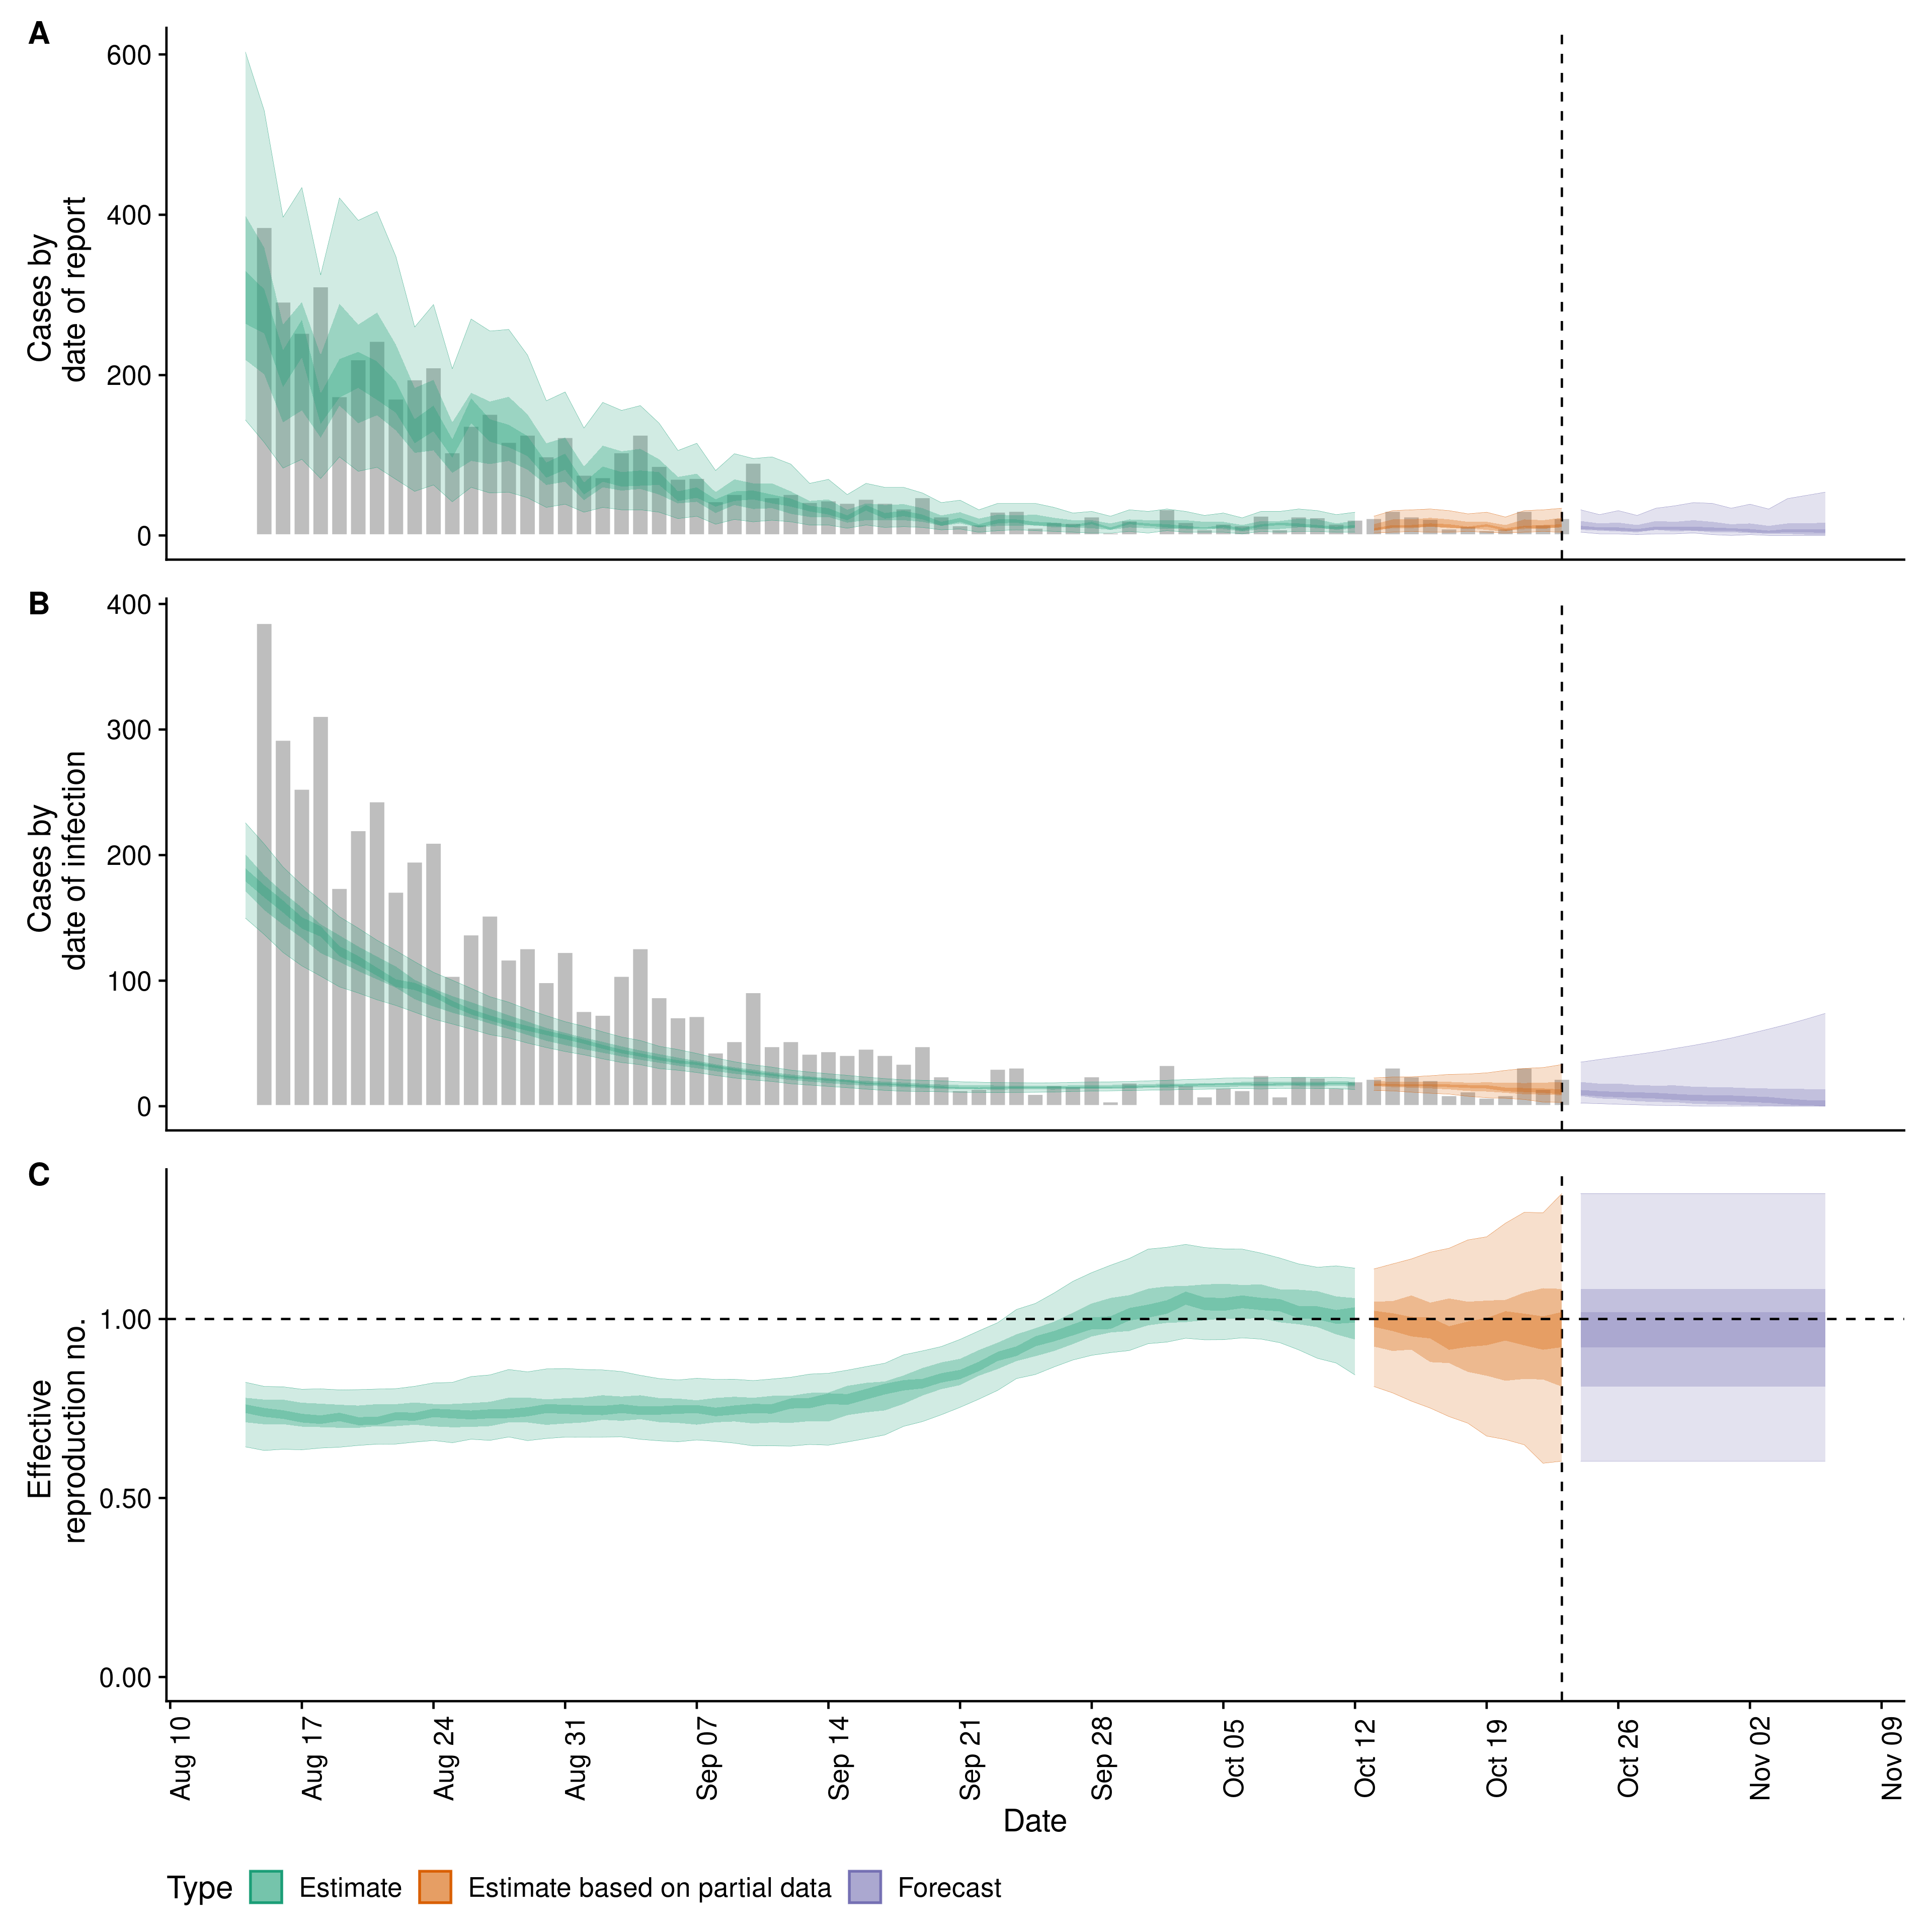 A
600
400
200
0
Cases by
date of report
B
400
300
200
100
0
Cases by
date of infection
C
1.00
0.50
0.00
Effective
reproduction no.
Aug 10
Aug 17
Aug 24
Aug 31
Sep 07
Sep 14
Sep 21
Sep 28
Oct 05
Oct 12
Oct 19
Oct 26
Nov 02
Nov 09
Date
Type Estimate Estimate based on partial data Forecast